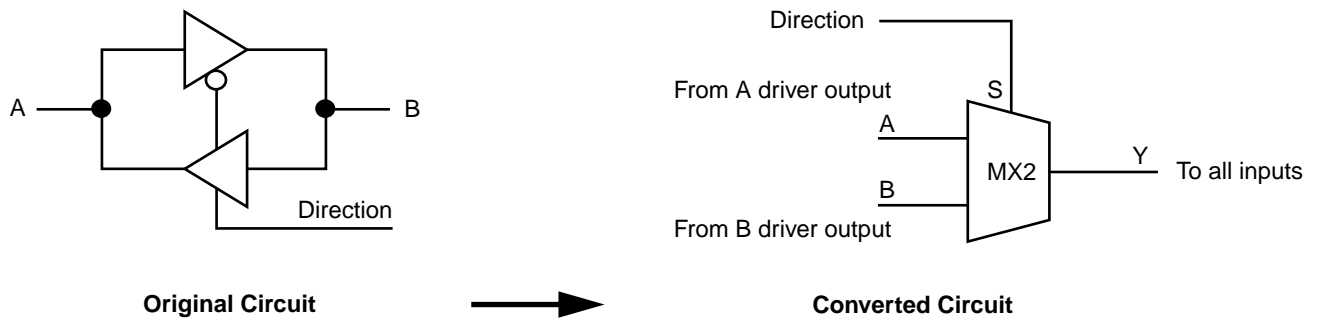 A
B
Direction
Original Circuit
Direction
From A driver output
S
A
MX2
Y
To all inputs
B
From B driver output
Converted Circuit